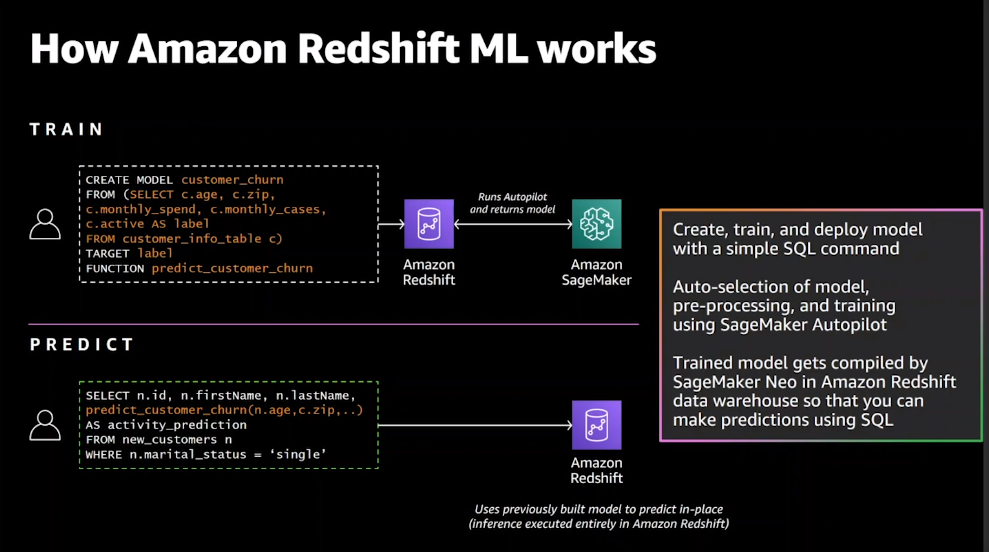 How Amazon Redshift ML works
TRAIN
CREATE MODEL customer_churn
FROM (SELECT c.age, c.zip,
c.monthly_spend, c.monthly_cases,
c.active AS label
FROM customer_info_table c)
TARGET label
FUNCTION predict_customer_churn
Amazon
Redshift
Runs Autopilot
and returns model
Amazon
SageMaker
PREDICT
SELECT n.id, n.firstName, n.lastName,
predict_customer_churn(n.age,c.zip,..)
AS activity_prediction
FROM new_customers n
WHERE n.marital_status = ‘single’
Amazon
Redshift
Uses previously built model to predict in-place
(inference executed entirely in Amazon Redshift)
Create, train, and deploy model
with a simple SQL command
Auto-selection of model,
pre-processing, and training
using SageMaker Autopilot
Trained model gets compiled by
SageMaker Neo in Amazon Redshift
data warehouse so that you can
make predictions using SQL